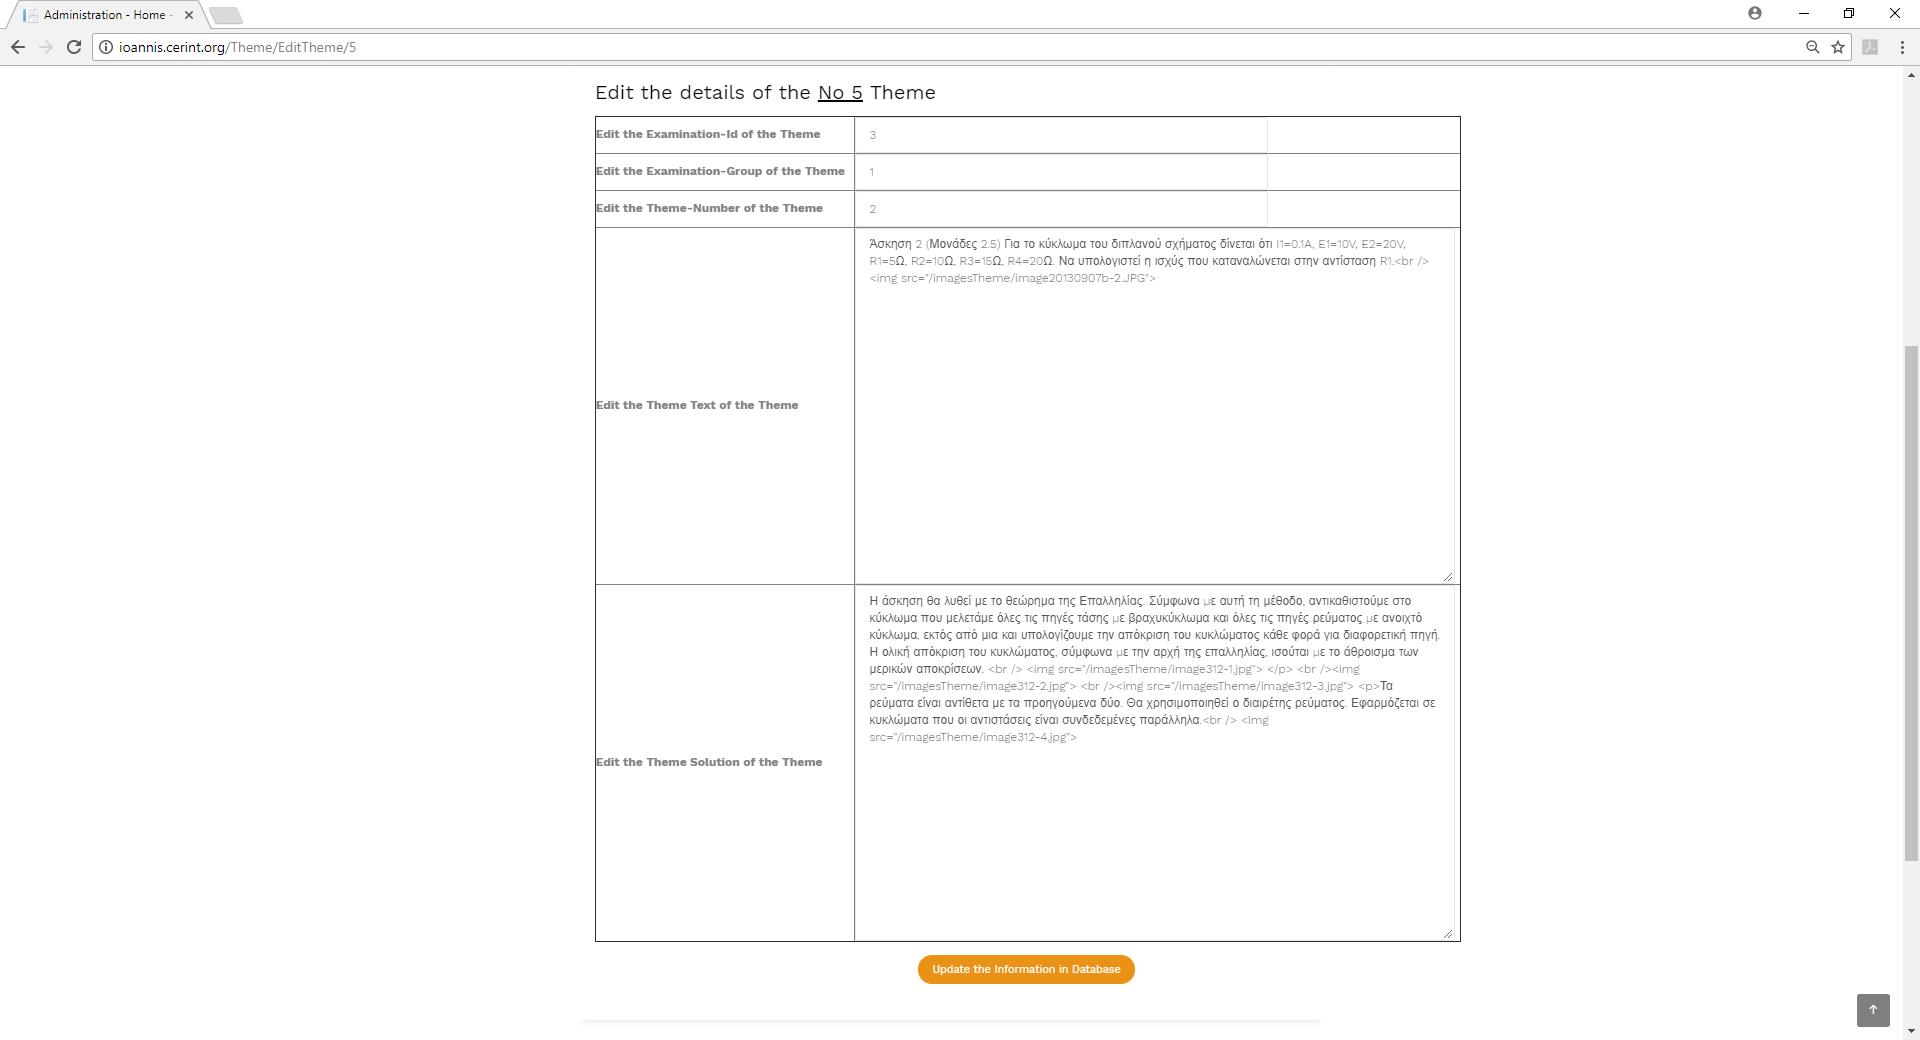 Administration - Home -
ioannis.cerint.org/Theme/EditTheme/5
Edit the details of the No 5 Theme
Edit the Examination-Id of the Theme
3
Edit the Examination-Group of the Theme
1
Edit the Theme-Number of the Theme
2
Edit the Theme Text of the Theme
Άσκηση 2 (Μονάδες 2.5) Για το κύκλωμα του διπλανού σχήματος δίνεται ότι I1=0.1A, E1=10V, E2=20V,
R1=5Ω, R2=10Ω, R3=15Ω, R4=20Ω. Να υπολογιστεί η ισχύς που καταναλώνεται στην αντίσταση R1.<br />
<img src="/imagesTheme/image20130907b-2.JPG">
Edit the Theme Solution of the Theme
Η άσκηση θα λυθεί με το θεώρημα της Επαλληλίας. Σύμφωνα με αυτή τη μέθοδο, αντικαθιστούμε στο
κύκλωμα που μελετάμε όλες τις πηγές τάσης με βραχυκύκλωμα και όλες τις πηγές ρεύματος με ανοιχτό
κύκλωμα, εκτός από μια και υπολογίζουμε την απόκριση του κυκλώματος κάθε φορά για διαφορετική πηγή.
Η ολική απόκριση του κυκλώματος, σύμφωνα με την αρχή της επαλληλίας, ισούται με το άθροισμα των
μερικών αποκρίσεων. <br /> <img src="/imagesTheme/image312-1.jpg"> </p> <br /><img
src="/imagesTheme/image312-2.jpg"> <br /><img src="/imagesTheme/image312-3.jpg"> <p>Τα
ρεύματα είναι αντίθετα με τα προηγούμενα δύο. Θα χρησιμοποιηθεί ο διαιρέτης ρεύματος. Εφαρμόζεται σε
κυκλώματα που οι αντιστάσεις είναι συνδεδεμένες παράλληλα.<br /> <img
src="/imagesTheme/image312-4.jpg">
Update the Information in Database